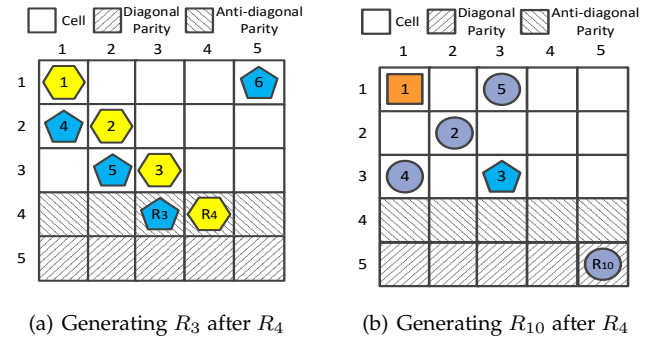 Cell Diagonal Parity Anti-diagonal Parity
1 2 3 4 5
1 1 6
2 4 2
3 5 3
4 R3 R4
5
(a) Generating R3 after R4
Cell Diagonal Parity Anti-diagonal Parity
1 2 3 4 5
1 1 5
2 2
3 4 3
4
5 R10
(b) Generating R10 after R4